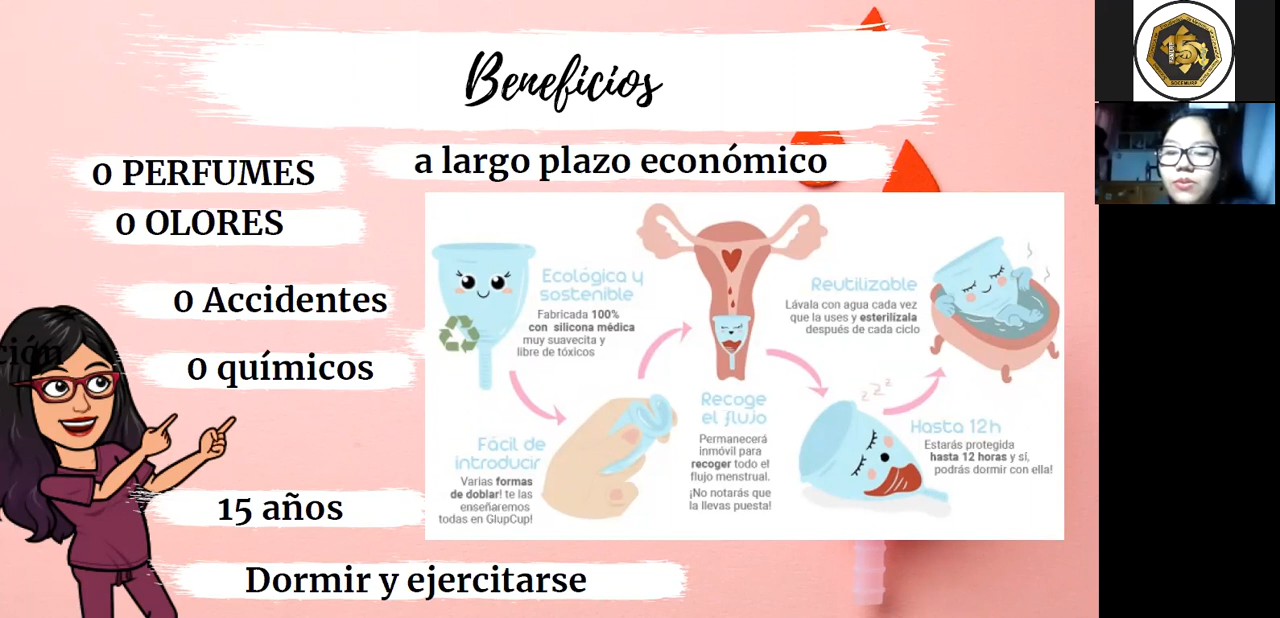 Beneficios
0 PERFUMES
a largo plazo económico
0 OLORES
0 Accidentes
ción
0 químicos
15 años
Dormir y ejercitarse
Ecológica y
sostenible
Fabricada 100%
con silicona médica
muy suavecita y
libre de tóxicos
Fácil de
introducir
Varias formas
de doblar! te las
enseñaremos
todas en GlupCup!
Recoge
el flujo
Permanecerá
inmóvil para
recoger todo el
flujo menstrual.
¡No notarás que
la llevas puesta!
Reutilizable
Lávala con agua cada vez
que la uses y esterilízala
después de cada ciclo
zzz
Hasta 12h
Estarás protegida
hasta 12 horas y sí,
podrás dormir con ella!
15
SOCEMURP